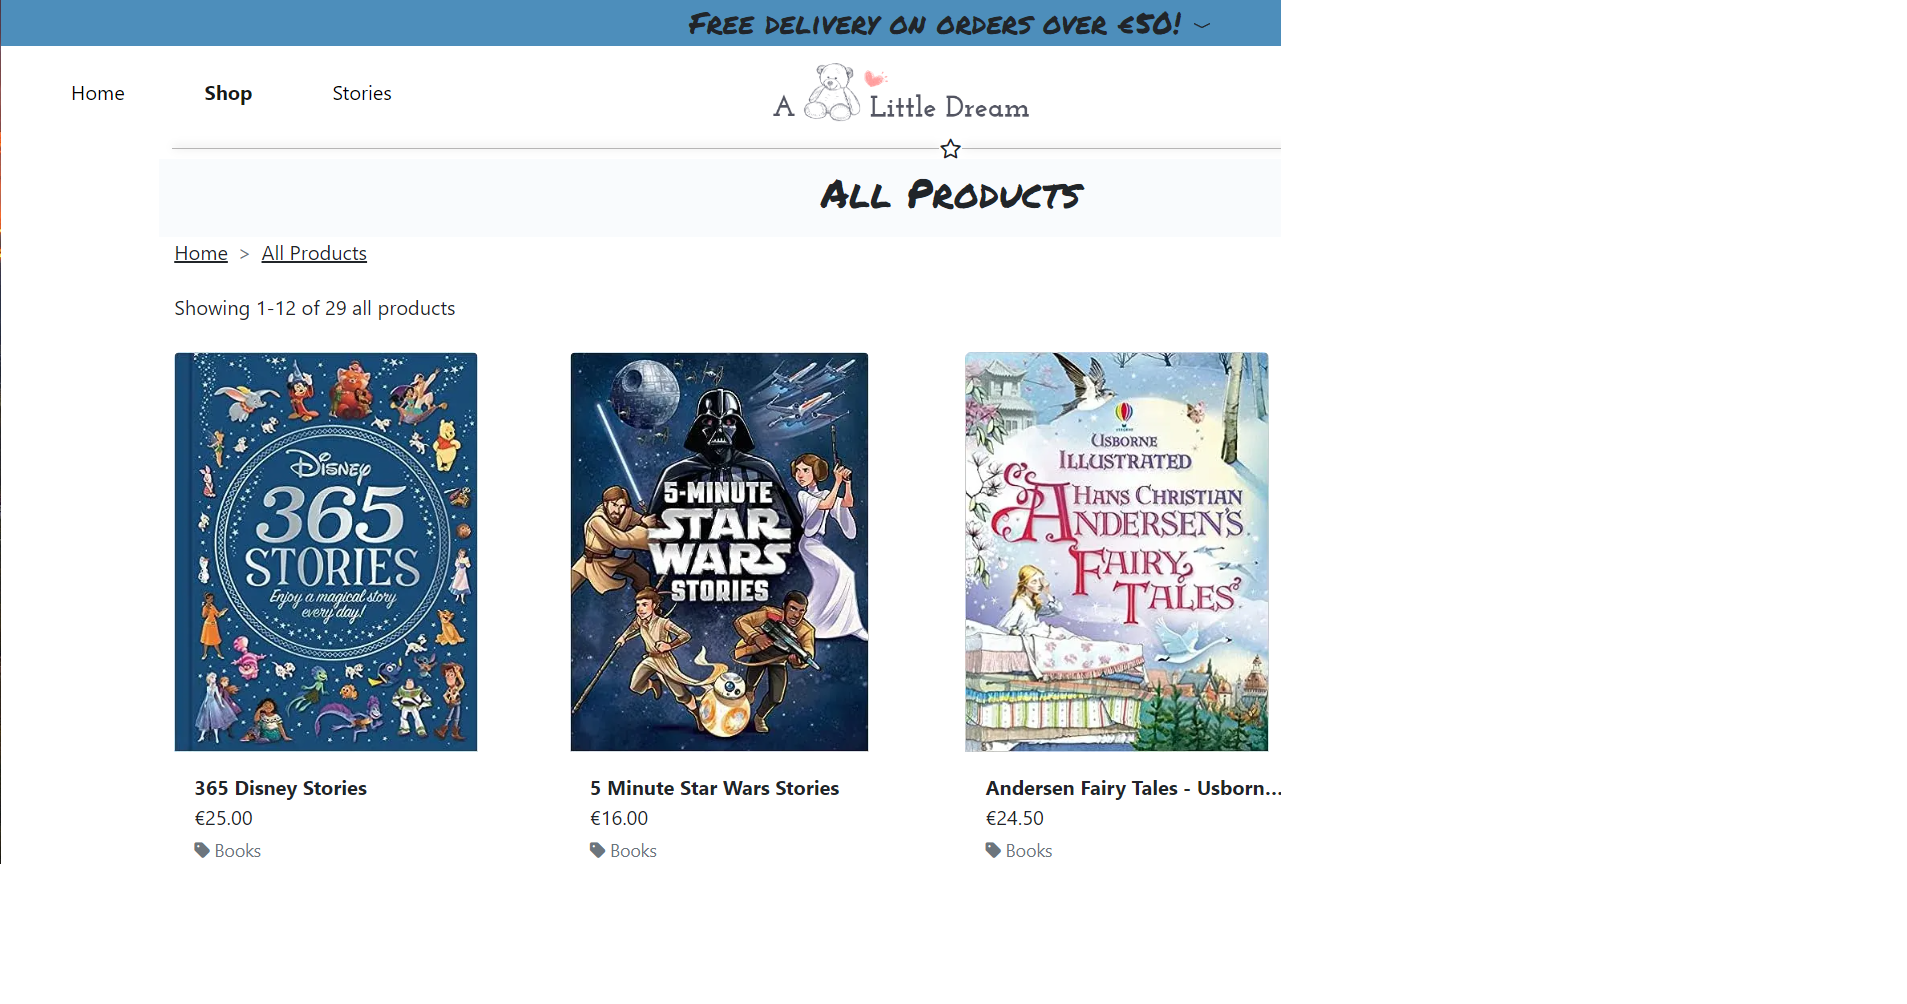 Free delivery on orders over €50!
Home Shop Stories
A Little Dream
All Products
Home > All Products
Showing 1-12 of 29 all products
Disney
365
STORIES
Enjoy a magical story
every day!
5-MINUTE
STAR
WARS
STORIES
USBORNE
ILLUSTRATED
HANS CHRISTIAN
ANDERSEN'S
FAIRY
TALES
365 Disney Stories
€25.00
Books
5 Minute Star Wars Stories
€16.00
Books
Andersen Fairy Tales - Usborn...
€24.50
Books